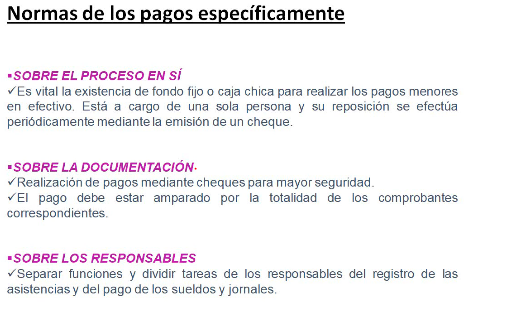 Normas de los pagos específicamente
▪SOBRE EL PROCESO EN SÍ
✓Es vital la existencia de fondo fijo o caja chica para realizar los pagos menores
en efectivo. Está a cargo de una sola persona y su reposición se efectúa
periódicamente mediante la emisión de un cheque.
▪SOBRE LA DOCUMENTACIÓN·
✓Realización de pagos mediante cheques para mayor seguridad.
✓El pago debe estar amparado por la totalidad de los comprobantes
correspondientes.
▪SOBRE LOS RESPONSABLES
✓Separar funciones y dividir tareas de los responsables del registro de las
asistencias y del pago de los sueldos y jornales.